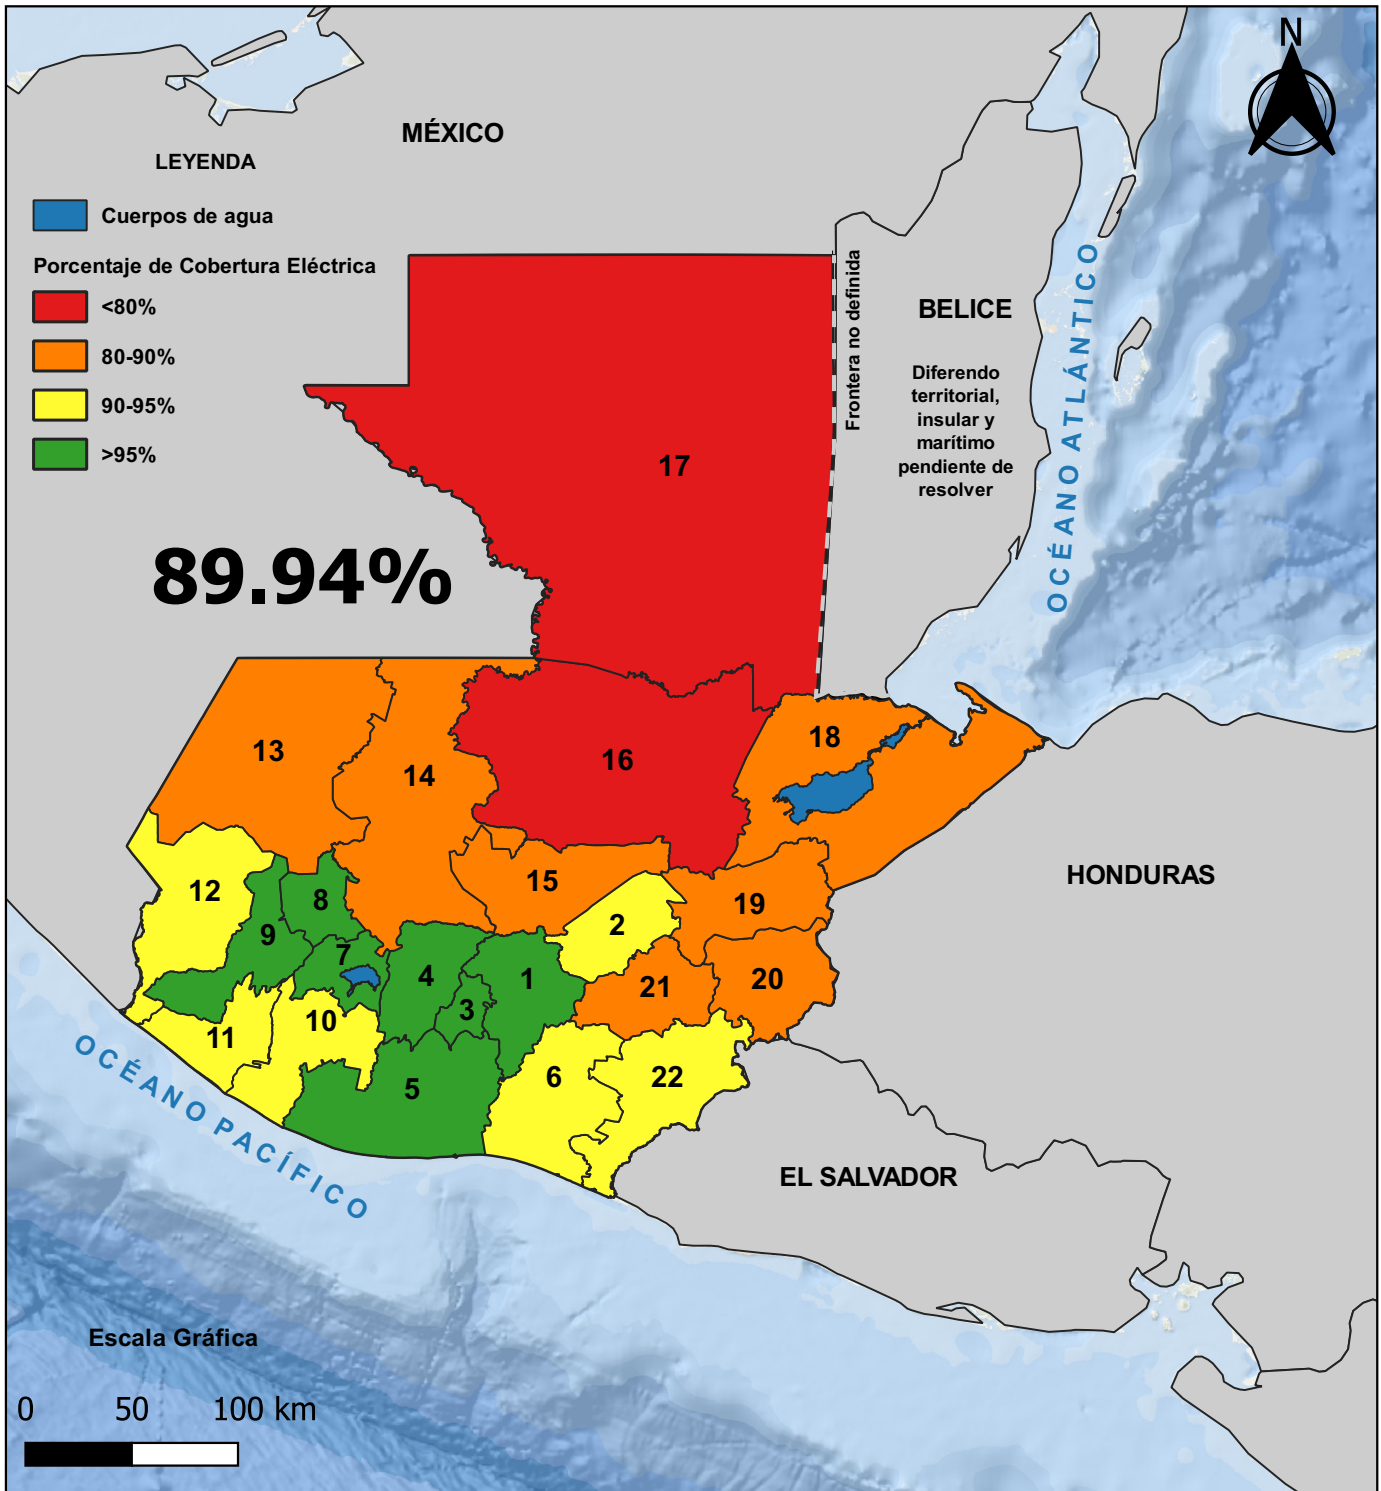 N
MÉXICO
LEYENDA
Cuerpos de agua
Porcentaje de Cobertura Eléctrica
<80%
80-90%
90-95%
>95%
Frontera no definida
BELICE
Diferendo
territorial,
insular y
marítimo
pendiente de
resolver
OCÉANO ATLÁNTICO
17
89.94%
13
14
16
18
15
12
8
9
7
4
3
1
2
19
20
21
10
11
5
6
22
HONDURAS
EL SALVADOR
OCÉANO PACÍFICO
Escala Gráfica
0 50 100 km